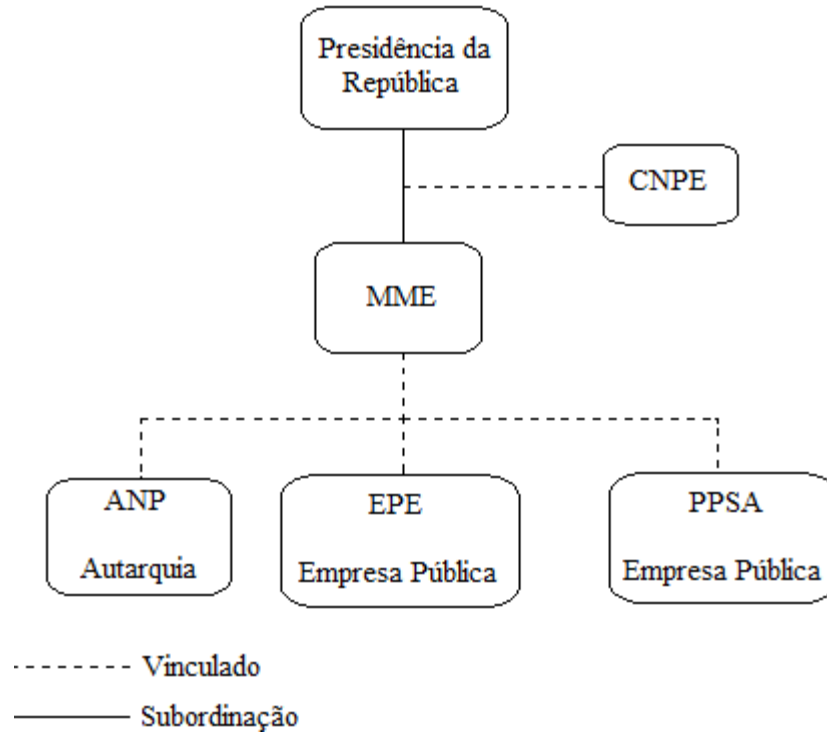 Presidência da
República
CNPE
MME
ANP
Autarquia
EPE
Empresa Pública
PPSA
Empresa Pública
Vinculado
Subordinação